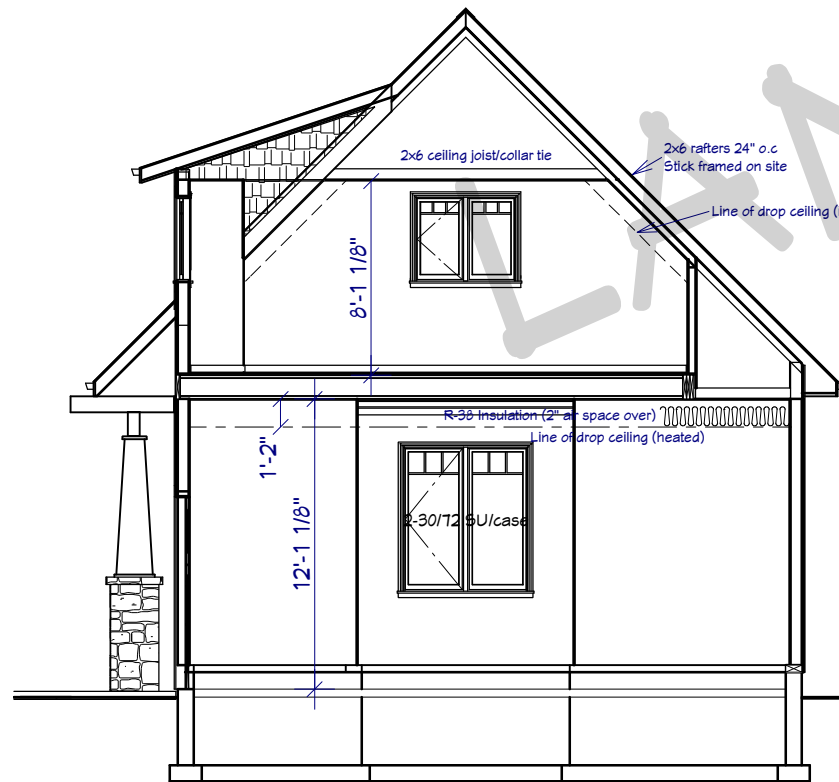 2x6 ceiling joist/collar tie
2x6 rafters 24" o.c
Stick framed on site
Line of drop ceiling (
8'-1 1/8"
R-38 Insulation (2" air space over)
Line of drop ceiling (heated)
1'-2"
12'-1 1/8"
2-30/72 SU/case
LA